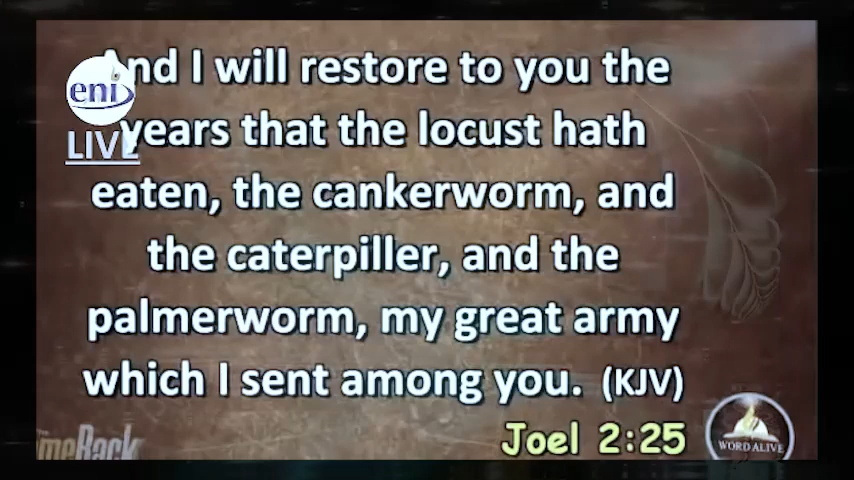 And I will restore to you the
years that the locust hath
eaten, the cankerworm, and
the caterpiller, and the
palmerworm, my great army
which I sent among you. (KJV)
Joel 2:25
eni
LIVE
WORD ALIVE